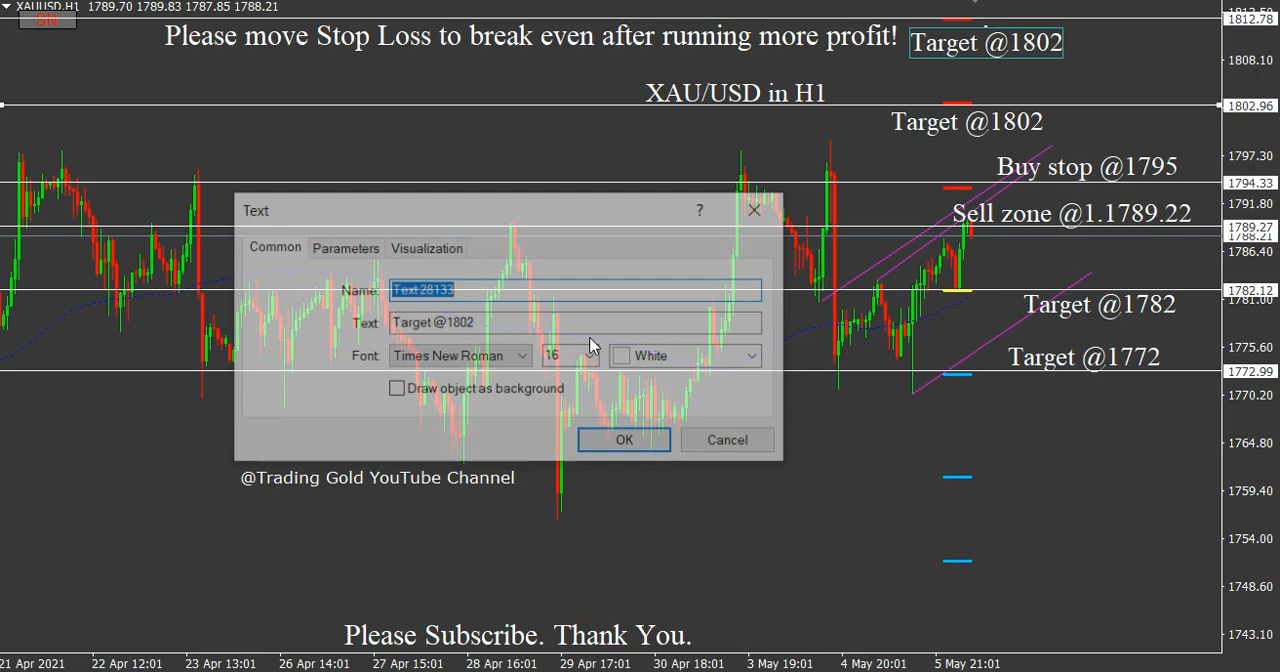 XAUUSD.H1 1789.70 1789.83 1787.85 1788.21
SN
Please move Stop Loss to break even after running more profit!
Target @1802
1812.78
1808.10
XAU/USD in H1
1802.96
Target @1802
1797.30
Buy stop @1795
1794.33
1791.80
Sell zone @1.1789.22
1789.27
1788.21
1786.40
1782.12
1781.00
Target @1782
1775.60
Target @1772
1772.99
1770.20
1764.80
1759.40
1754.00
1748.60
1743.10
Text ?
Common Parameters Visualization
Name: Text 28133
Text: Target @1802
Font: Times New Roman 16 White
Draw object as background
OK Cancel
@Trading Gold YouTube Channel
Please Subscribe. Thank You.
21 Apr 2021 22 Apr 12:01 23 Apr 13:01 26 Apr 14:01 27 Apr 15:01 28 Apr 16:01 29 Apr 17:01 30 Apr 18:01 3 May 19:01 4 May 20:01 5 May 21:01